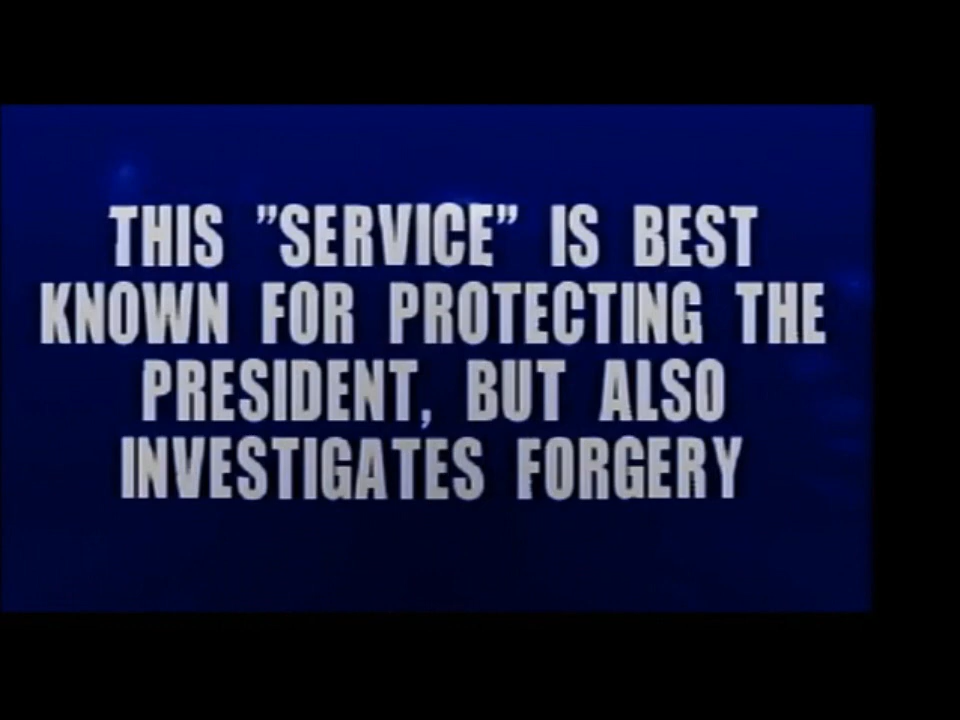 THIS "SERVICE" IS BEST
KNOWN FOR PROTECTING THE
PRESIDENT, BUT ALSO
INVESTIGATES FORGERY